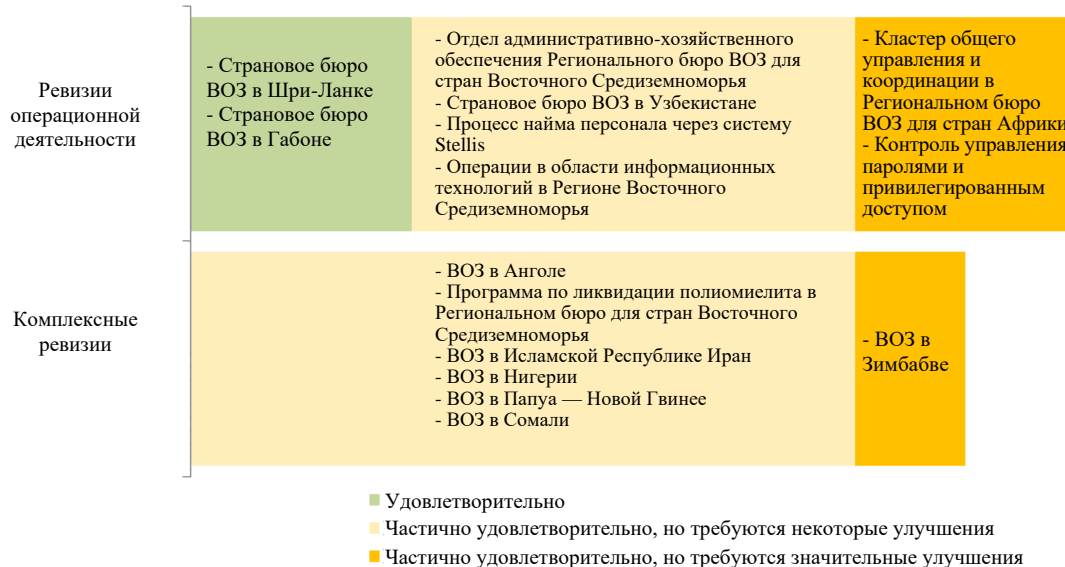 Ревизии
операционной
деятельности
- Страновое бюро
ВОЗ в Шри-Ланке
- Страновое бюро
ВОЗ в Габоне
- Отдел административно-хозяйственного
обеспечения Регионального бюро ВОЗ для
стран Восточного Средиземноморья
- Страновое бюро ВОЗ в Узбекистане
- Процесс найма персонала через систему
Stellis
- Операции в области информационных
технологий в Регионе Восточного
Средиземноморья
- Кластер общего
управления и
координации в
Региональном бюро
ВОЗ для стран Африки
- Контроль управления
паролями и
привилегированным
доступом
Комплексные
ревизии
- ВОЗ в Анголе
- Программа по ликвидации полиомиелита в
Региональном бюро для стран Восточного
Средиземноморья
- ВОЗ в Исламской Республике Иран
- ВОЗ в Нигерии
- ВОЗ в Папуа — Новой Гвинее
- ВОЗ в Сомали
- ВОЗ в
Зимбабве
Удовлетворительно
Частично удовлетворительно, но требуются некоторые улучшения
Частично удовлетворительно, но требуются значительные улучшения